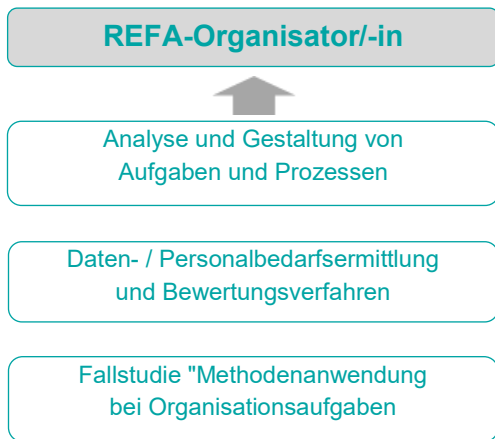 REFA-Organisator/-in
Analyse und Gestaltung von
Aufgaben und Prozessen
Daten- / Personalbedarfsermittlung
und Bewertungsverfahren
Fallstudie "Methodenanwendung
bei Organisationsaufgaben